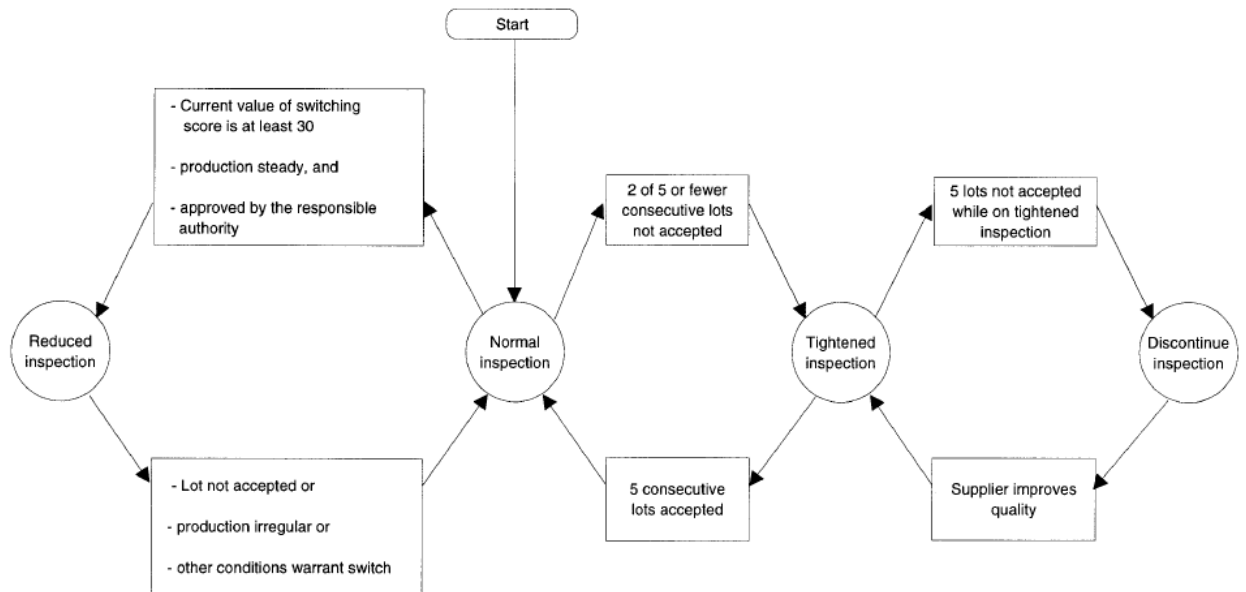 Start
- Current value of switching
score is at least 30
- production steady, and
- approved by the responsible
authority
2 of 5 or fewer
consecutive lots
not accepted
5 lots not accepted
while on tightened
inspection
Reduced
inspection
Normal
inspection
Tightened
inspection
Discontinue
inspection
- Lot not accepted or
- production irregular or
- other conditions warrant switch
5 consecutive
lots accepted
Supplier improves
quality